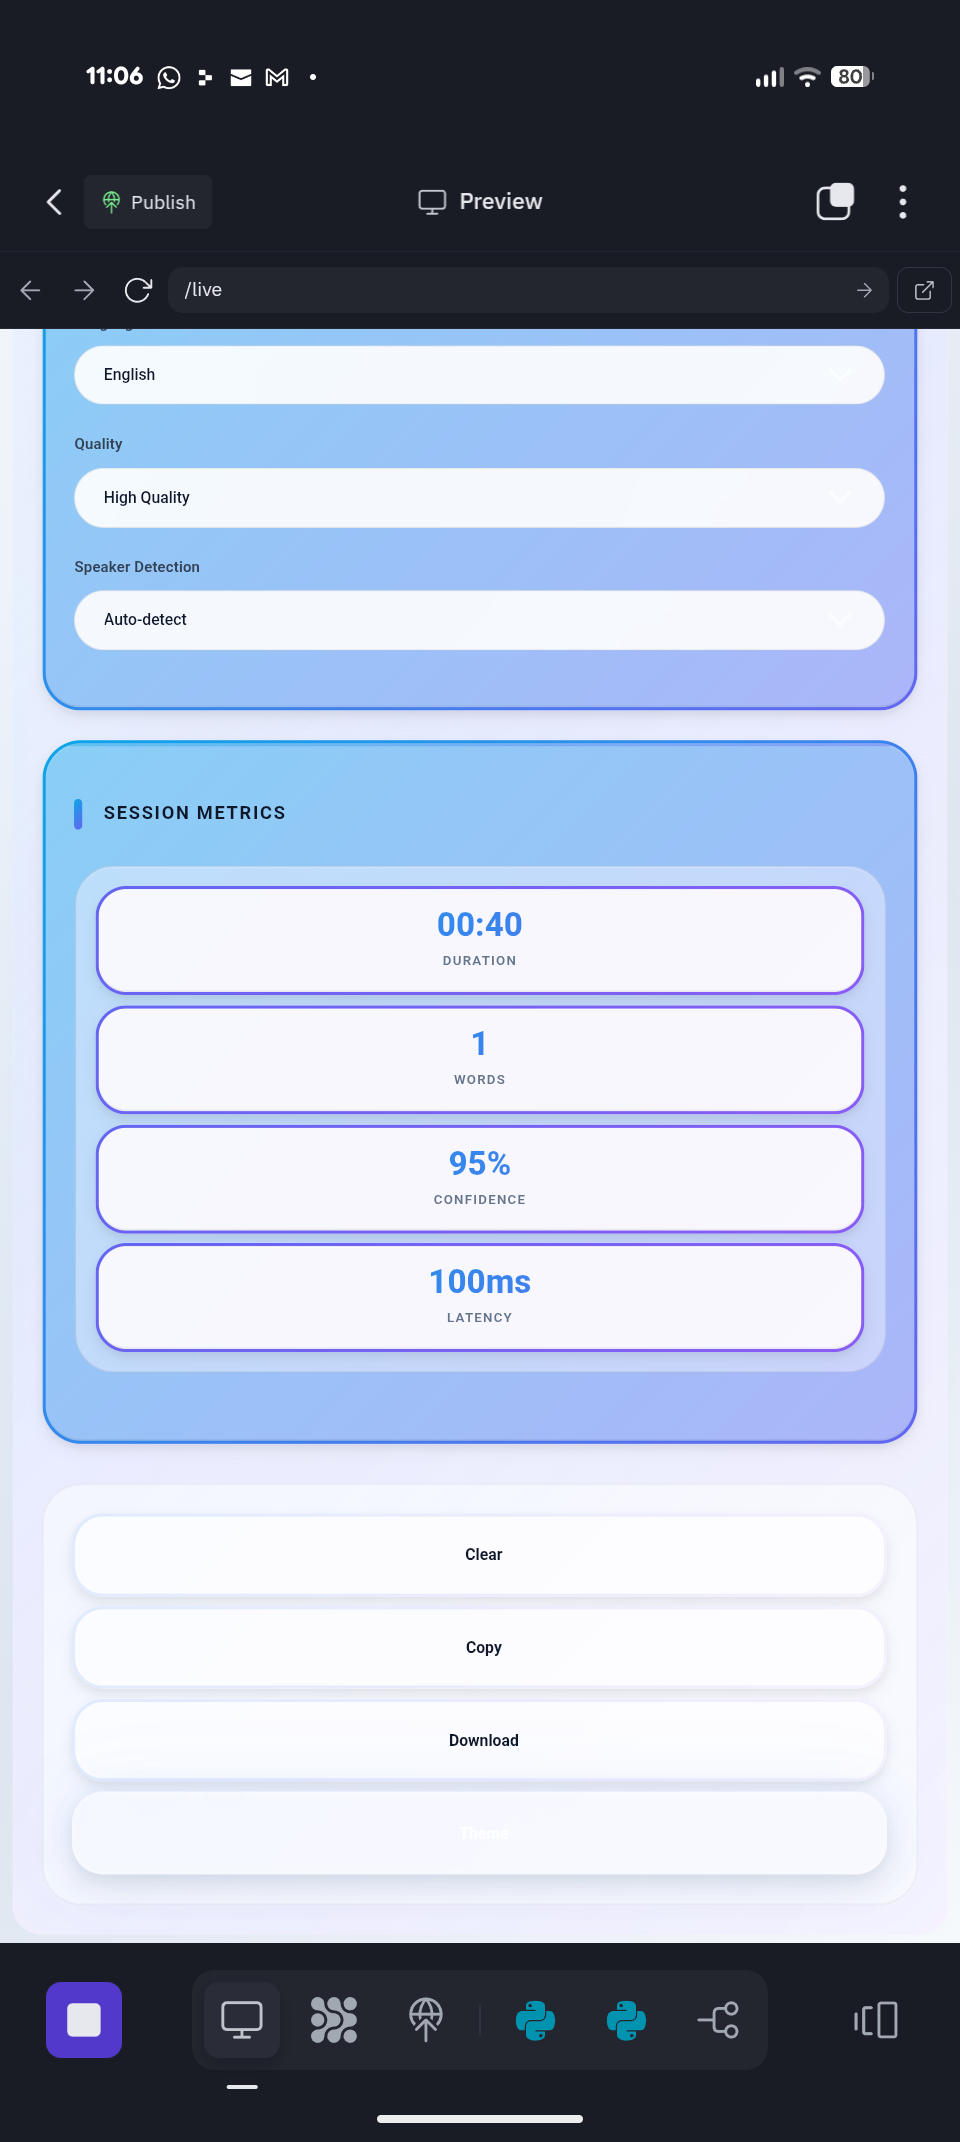 11:06
80
Publish
Preview
/live
English
Quality
High Quality
Speaker Detection
Auto-detect
SESSION METRICS
00:40
DURATION
1
WORDS
95%
CONFIDENCE
100ms
LATENCY
Clear
Copy
Download
Theme